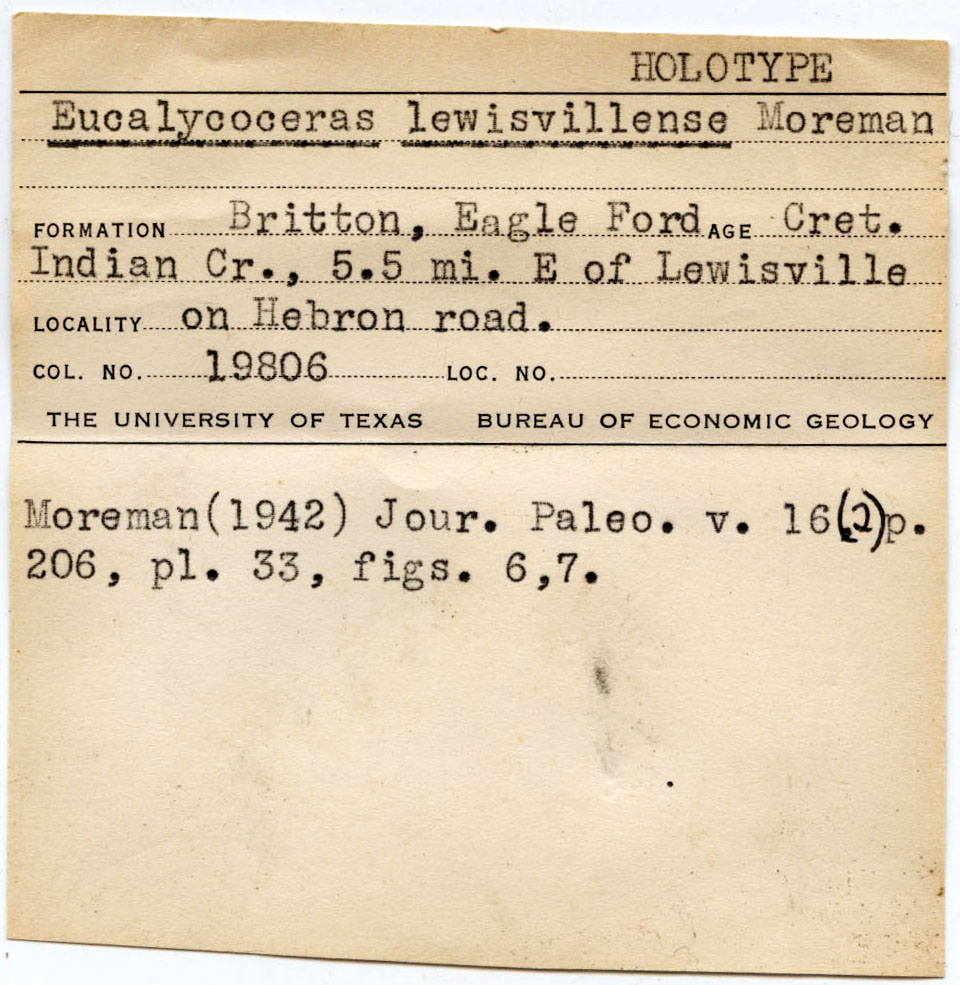 HOLOTYPE
Eucalycoceras lewisvillense Moreman
FORMATION Britton, Eagle Ford AGE Cret.
Indian Cr., 5.5 mi. E of Lewisville
LOCALITY on Hebron road.
COL. NO. 19806 LOC. NO.
THE UNIVERSITY OF TEXAS BUREAU OF ECONOMIC GEOLOGY
Moreman(1942) Jour. Paleo. v. 16(2)p.
206, pl. 33, figs. 6,7.